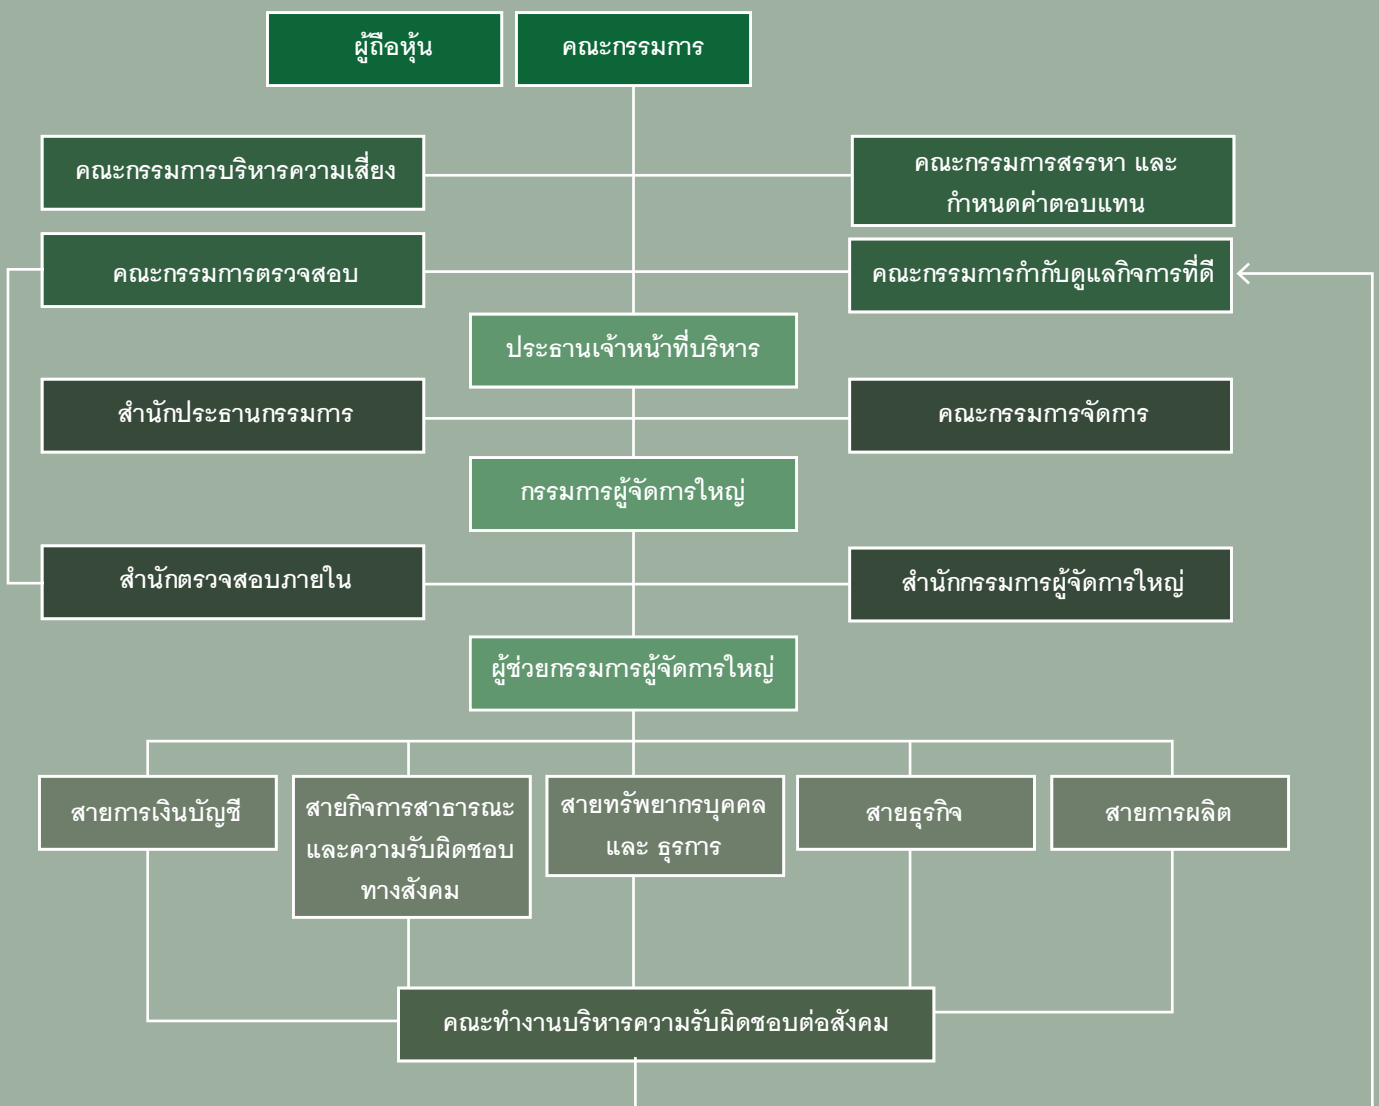 ผู้ถือหุ้น
คณะกรรมการ
คณะกรรมการบริหารความเสี่ยง
คณะกรรมการสรรหา และ
กำหนดค่าตอบแทน
คณะกรรมการตรวจสอบ
คณะกรรมการกำกับดูแลกิจการที่ดี
ประธานเจ้าหน้าที่บริหาร
สำนักประธานกรรมการ
คณะกรรมการจัดการ
กรรมการผู้จัดการใหญ่
สำนักตรวจสอบภายใน
สำนักกรรมการผู้จัดการใหญ่
ผู้ช่วยกรรมการผู้จัดการใหญ่
สายการเงินบัญชี
สายกิจการสาธารณะ
และความรับผิดชอบ
ทางสังคม
สายทรัพยากรบุคคล
และ ธุรการ
สายธุรกิจ
สายการผลิต
คณะทำงานบริหารความรับผิดชอบต่อสังคม